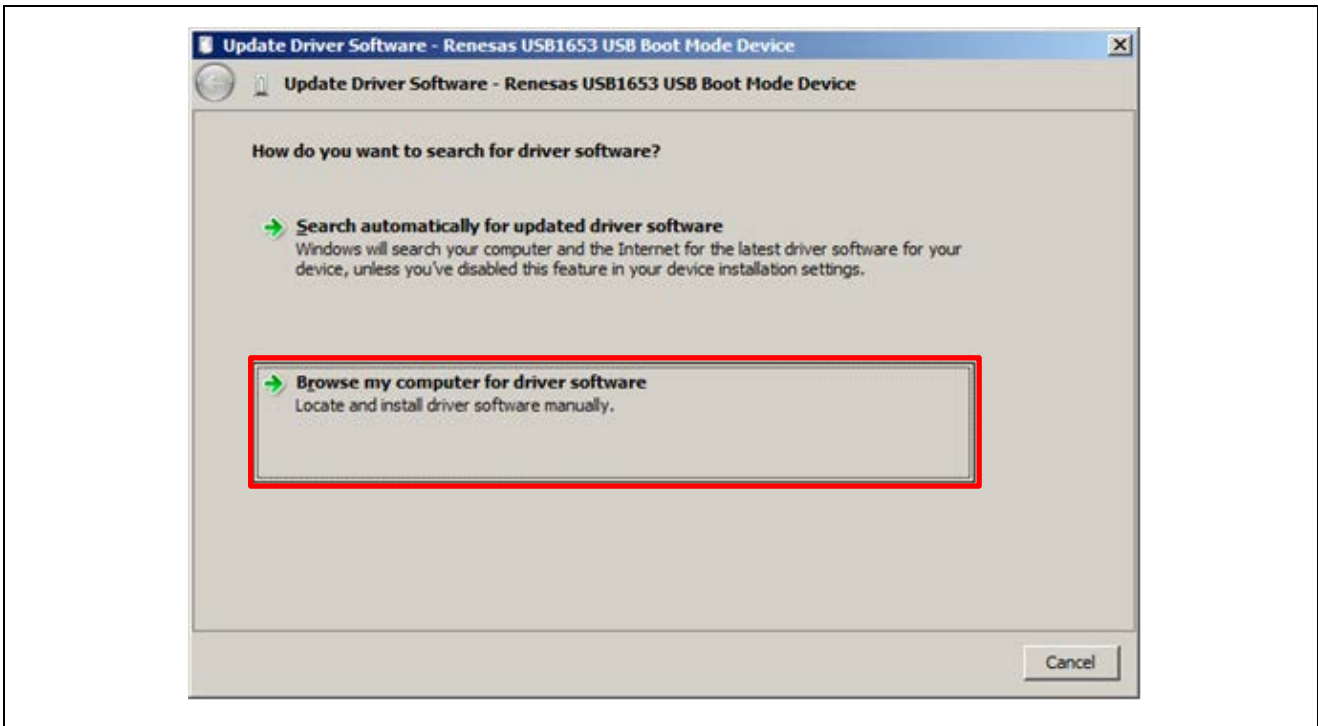 Update Driver Software - Renesas USB1653 USB Boot Mode Device
Update Driver Software - Renesas USB1653 USB Boot Mode Device
How do you want to search for driver software?
Search automatically for updated driver software
Windows will search your computer and the Internet for the latest driver software for your
device, unless you've disabled this feature in your device installation settings.
Browse my computer for driver software
Locate and install driver software manually.
Cancel